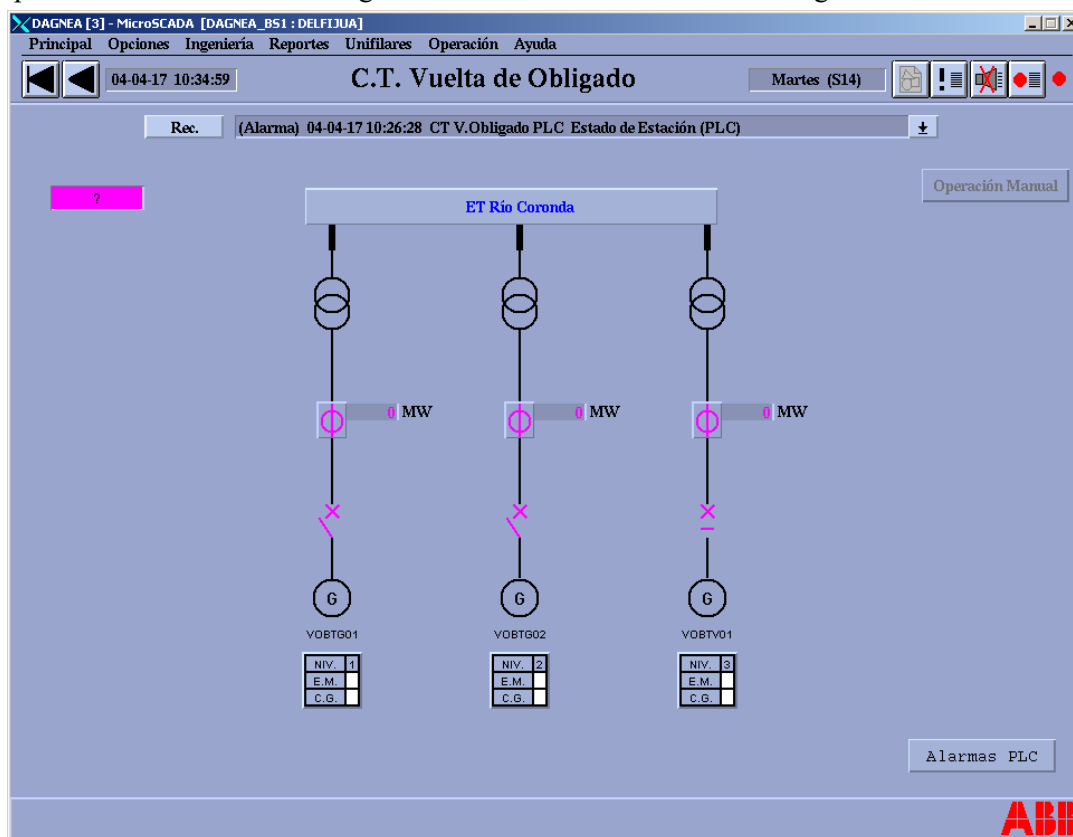 DAGNEA [3] - MicroSCADA [DAGNEA_BS1 : DELFIJUA]
Principal Opciones Ingeniería Reportes Unifilares Operación Ayuda
04-04-17 10:34:59 C.T. Vuelta de Obligado Martes (S14)
Rec. (Alarma) 04-04-17 10:26:28 CT V.Obligado PLC Estado de Estación (PLC)
? Operación Manual
ET Río Coronda
0 MW 0 MW 0 MW
G G G
VOBTG01 VOBTG02 VOBTV01
NIV. 1 NIV. 2 NIV. 3
E.M. E.M. E.M.
C.G. C.G. C.G.
Alarmas PLC
ABB